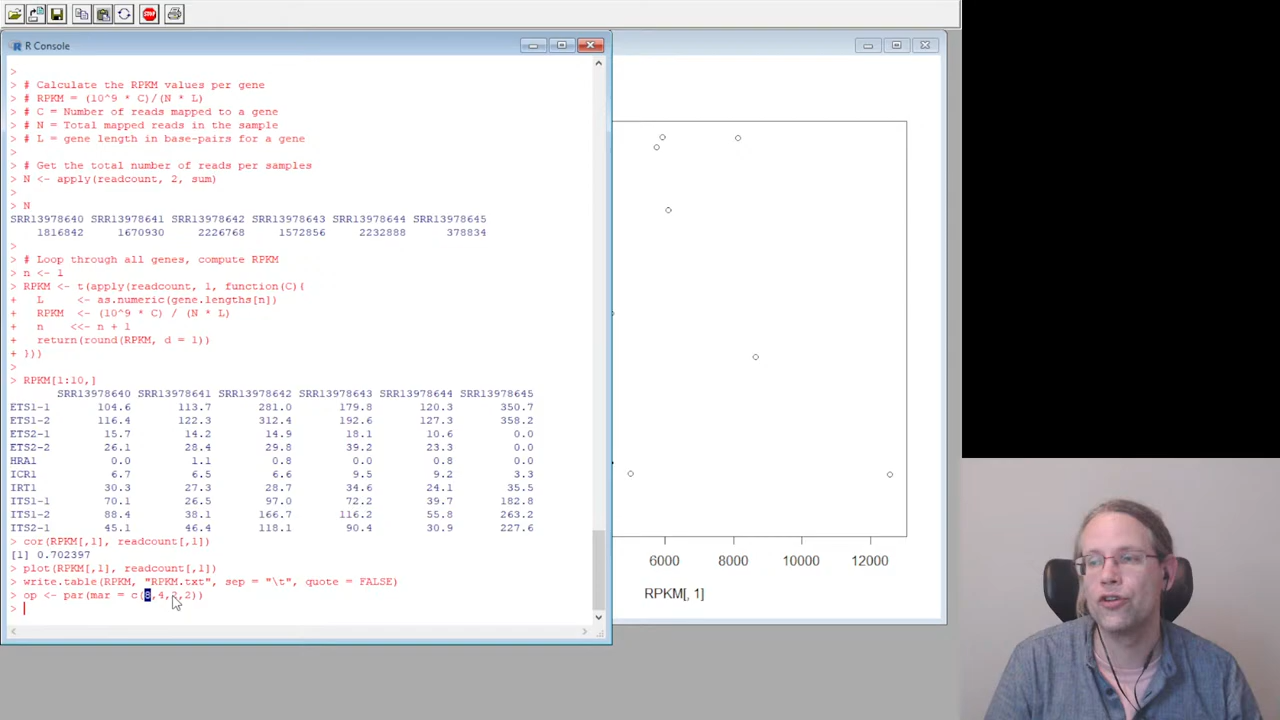 STOP
R Console
>
> # Calculate the RPKM values per gene
> # RPKM = (10^9 * C)/(N * L)
> # C = Number of reads mapped to a gene
> # N = Total mapped reads in the sample
> # L = gene length in base-pairs for a gene
>
> # Get the total number of reads per samples
> N <- apply(readcount, 2, sum)
>
> N
SRR13978640 SRR13978641 SRR13978642 SRR13978643 SRR13978644 SRR13978645
1816842 1670930 2226768 1572856 2232888 378834
>
> # Loop through all genes, compute RPKM
> n <- 1
> RPKM <- t(apply(readcount, 1, function(C){
+ L <- as.numeric(gene.lengths[n])
+ RPKM <- (10^9 * C) / (N * L)
+ n <<- n + 1
+ return(round(RPKM, d = 1))
+ }))
>
> RPKM[1:10,]
SRR13978640 SRR13978641 SRR13978642 SRR13978643 SRR13978644 SRR13978645
ETS1-1 104.6 113.7 281.0 179.8 120.3 350.7
ETS1-2 116.4 122.3 312.4 192.6 127.3 358.2
ETS2-1 15.7 14.2 14.9 18.1 10.6 0.0
ETS2-2 26.1 28.4 29.8 39.2 23.3 0.0
HRA1 0.0 1.1 0.8 0.0 0.8 0.0
ICR1 6.7 6.5 6.6 9.5 9.2 3.3
IRT1 30.3 27.3 28.7 34.6 24.1 35.5
ITS1-1 70.1 26.5 97.0 72.2 39.7 182.8
ITS1-2 88.4 38.1 166.7 116.2 55.8 263.2
ITS2-1 45.1 46.4 118.1 90.4 30.9 227.6
> cor(RPKM[,1], readcount[,1])
[1] 0.702397
> plot(RPKM[,1], readcount[,1])
> write.table(RPKM, "RPKM.txt", sep = "\t", quote = FALSE)
> op <- par(mar = c(8,4,2,2))
>
6000 8000 10000 12000
RPKM[, 1]